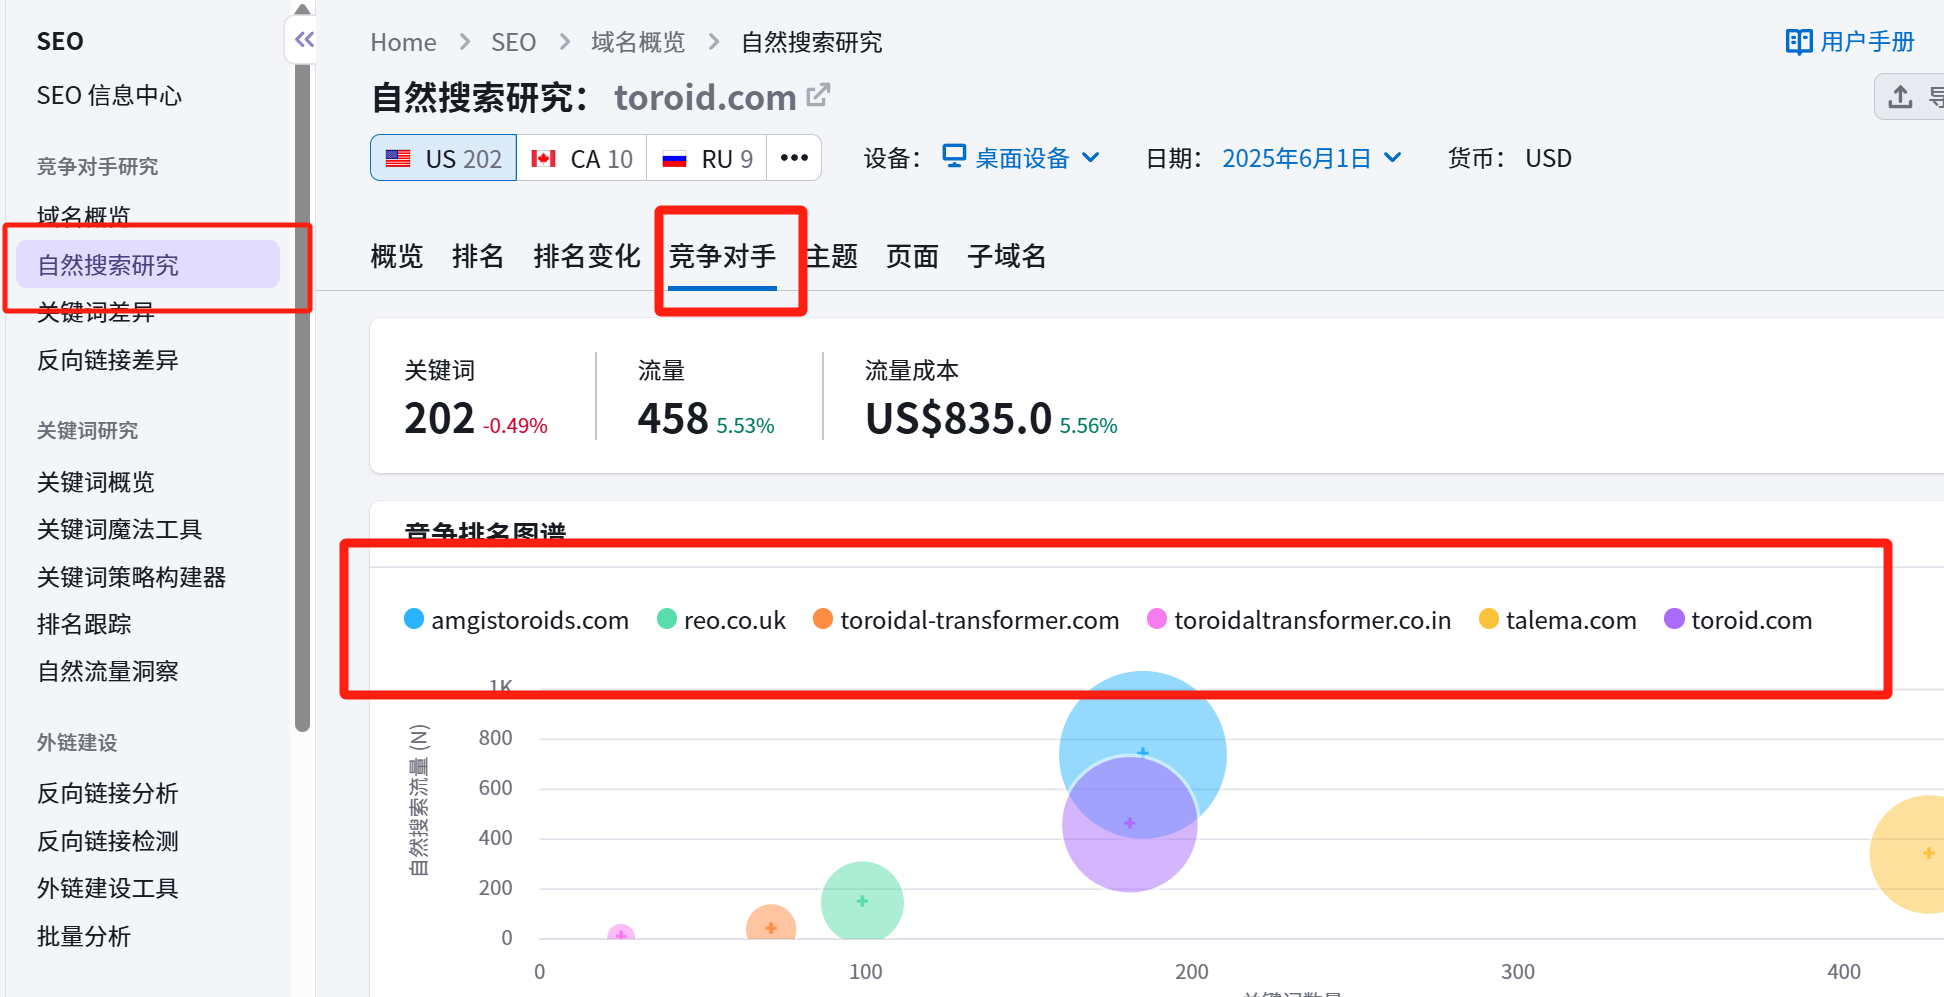 SEO
SEO 信息中心
竞争对手研究
域名概览
自然搜索研究
关键词差异
反向链接差异
关键词研究
关键词概览
关键词魔法工具
关键词策略构建器
排名跟踪
自然流量洞察
外链建设
反向链接分析
反向链接检测
外链建设工具
批量分析
Home > SEO > 域名概览 > 自然搜索研究
用户手册
自然搜索研究： toroid.com
US 202 CA 10 RU 9 •••
设备： 桌面设备 日期： 2025年6月1日 货币： USD
概览 排名 排名变化 竞争对手 主题 页面 子域名
关键词 流量 流量成本
202 -0.49% 458 5.53% US$835.0 5.56%
竞争排名图谱
amgistoroids.com reo.co.uk toroidal-transformer.com toroidaltransformer.co.in talema.com toroid.com
自然搜索流量 (N)
1K
800
600
400
200
0
0 100 200 300 400
关键词数量